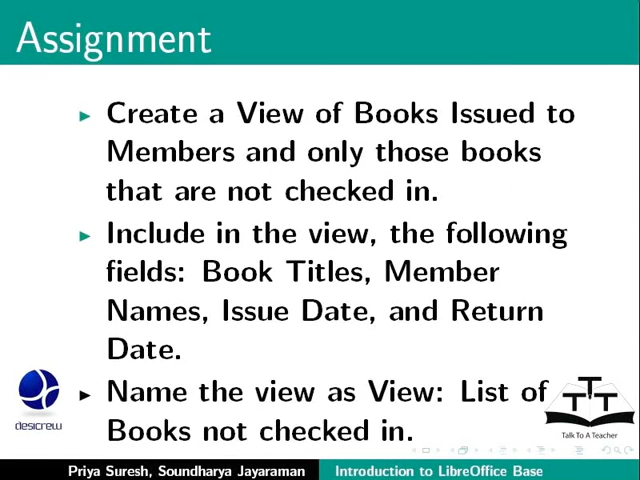 Assignment
Create a View of Books Issued to
Members and only those books
that are not checked in.
Include in the view, the following
fields: Book Titles, Member
Names, Issue Date, and Return
Date.
Name the view as View: List of
Books not checked in.
desicrew
TTT
Talk To A Teacher
Priya Suresh, Soundharya Jayaraman
Introduction to LibreOffice Base